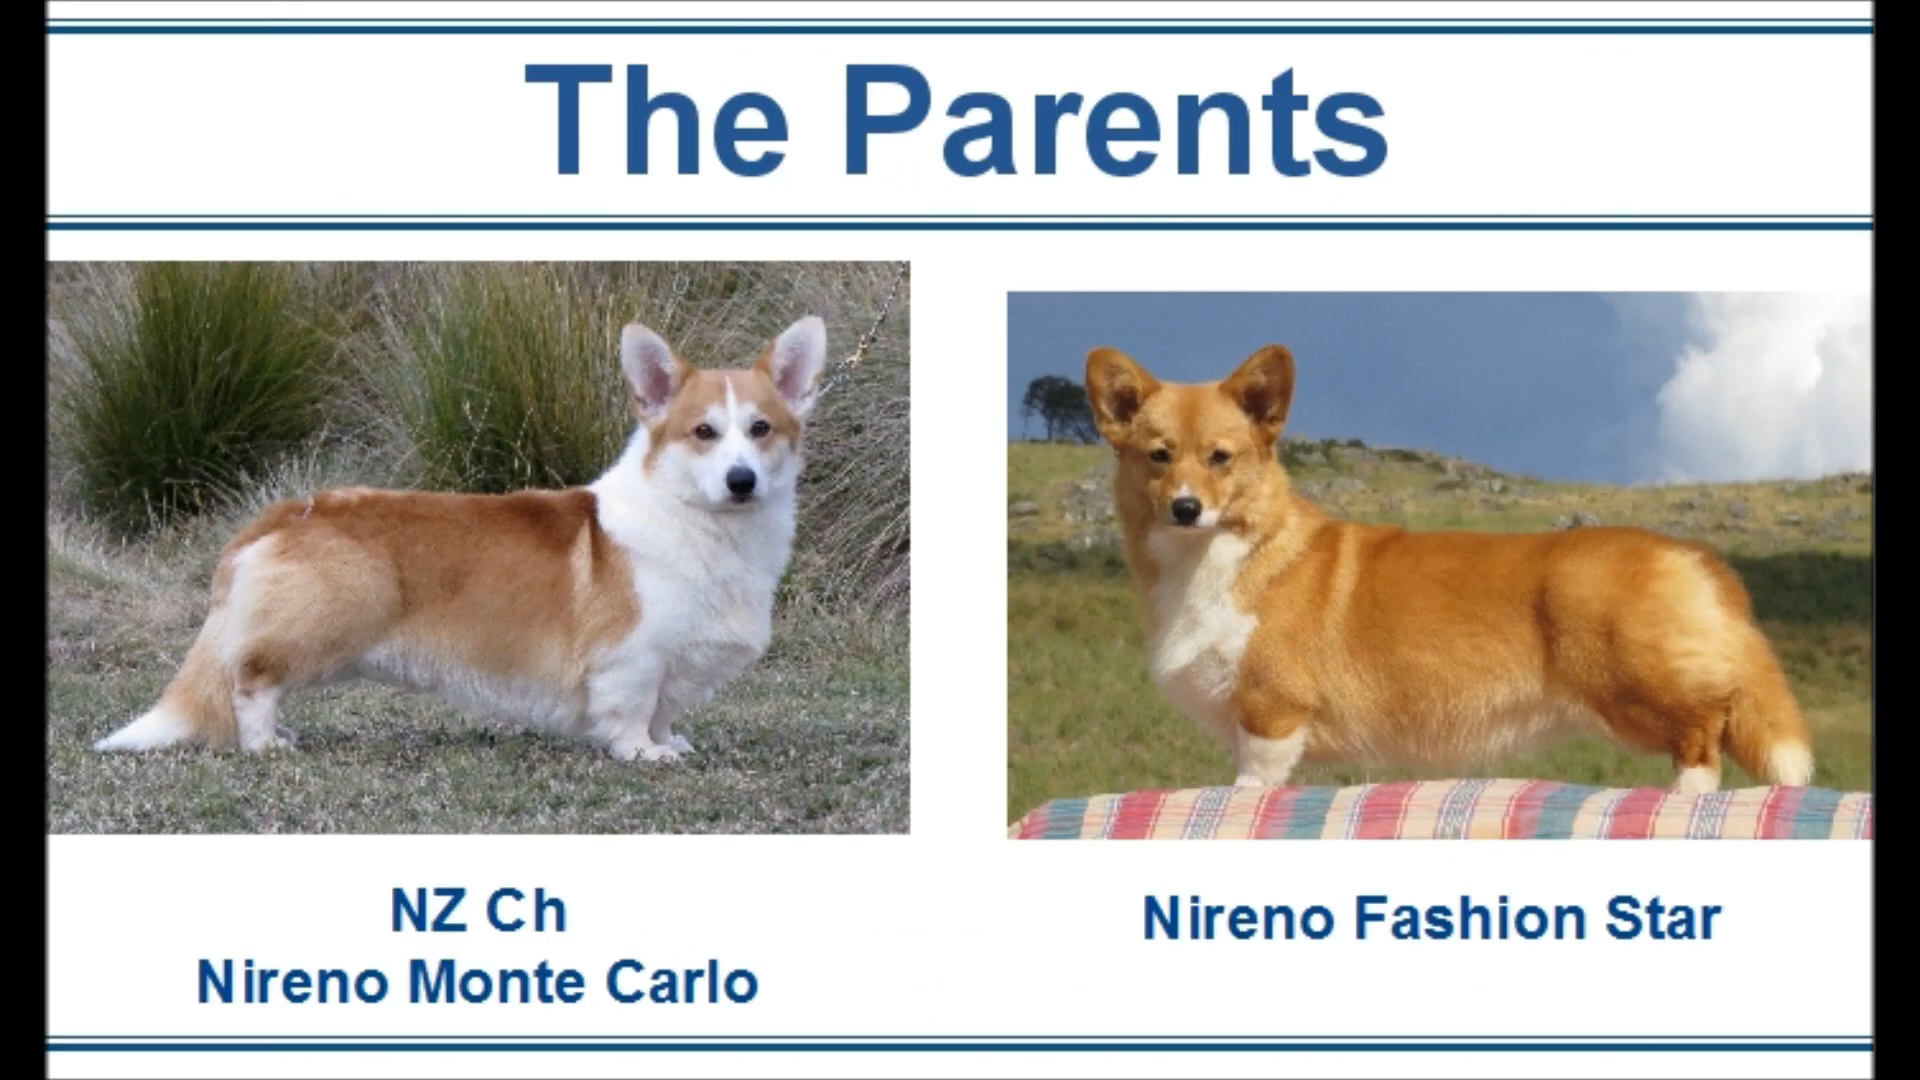 The Parents
NZ Ch
Nireno Monte Carlo
Nireno Fashion Star